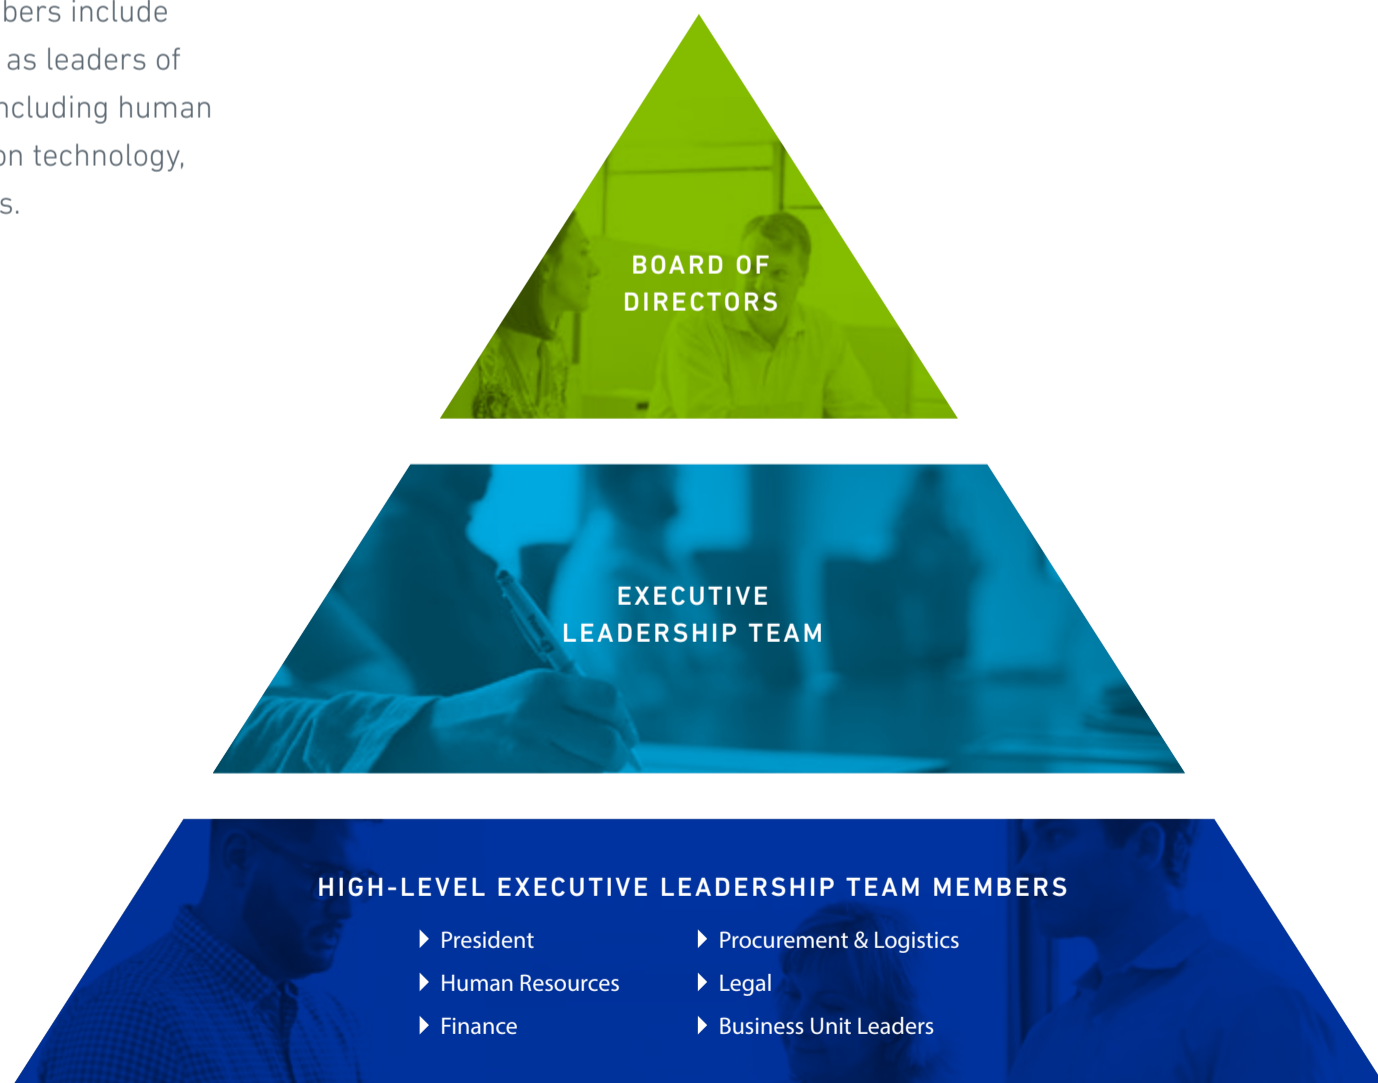 bers include
as leaders of
ncluding human
on technology,
s.
BOARD OF
DIRECTORS
EXECUTIVE
LEADERSHIP TEAM
HIGH-LEVEL EXECUTIVE LEADERSHIP TEAM MEMBERS
President
Human Resources
Finance
Procurement & Logistics
Legal
Business Unit Leaders